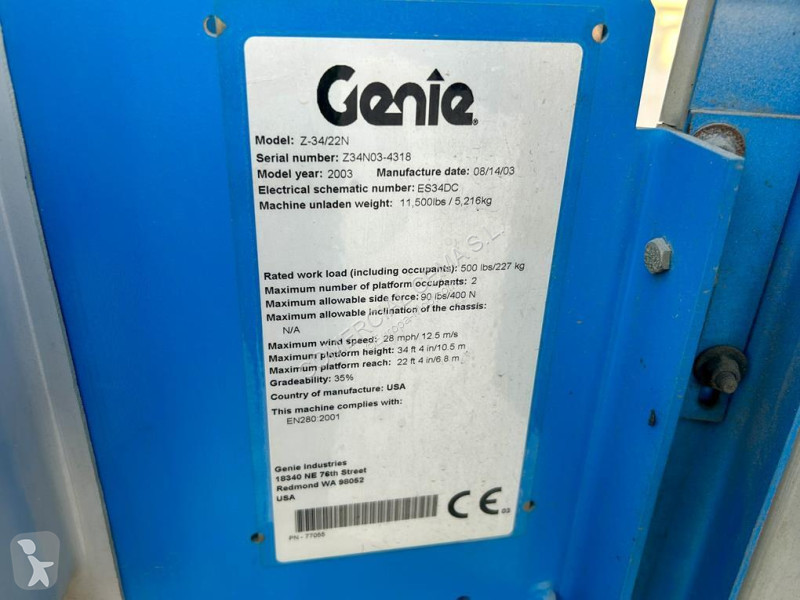 Genie
Model: Z-34/22N
Serial number: Z34N03-4318
Model year: 2003 Manufacture date: 08/14/03
Electrical schematic number: ES34DC
Machine unladen weight: 11,500lbs / 5,216kg
Rated work load (including occupants): 500 lbs/227 kg
Maximum number of platform occupants: 2
Maximum allowable side force: 90 lbs/400 N
Maximum allowable inclination of the chassis:
N/A
Maximum wind speed: 28 mph/ 12.5 m/s
Maximum platform height: 34 ft 4 in/10.5 m
Maximum platform reach: 22 ft 4 in/6.8 m
Gradeability: 35%
Country of manufacture: USA
This machine complies with:
EN280:2001
Genie Industries
18340 NE 76th Street
Redmond WA 98052
USA
CE 03
PN - 77055